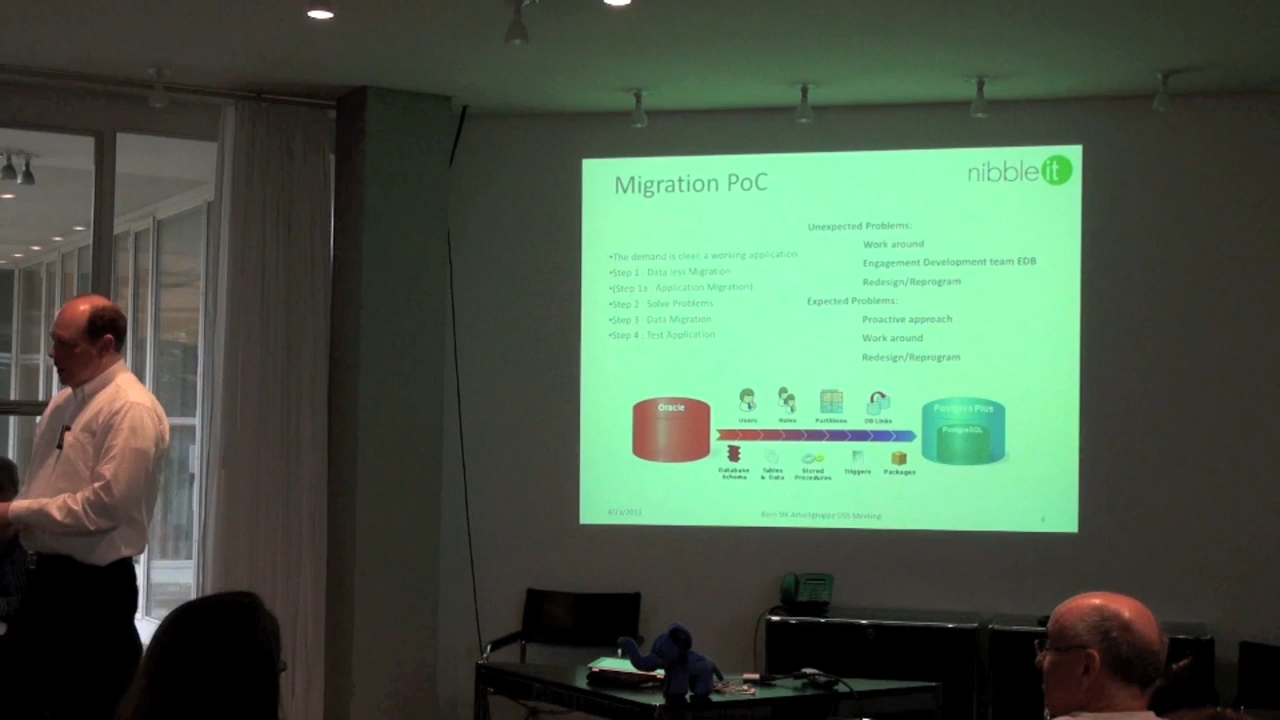 Migration PoC
nibbleit
•The demand is clear, a working application
•Step 1 : Data less Migration
•(Step 1a : Application Migration)
•Step 2 : Solve Problems
•Step 3 : Data Migration
•Step 4 : Test Application
Unexpected Problems:
Work around
Engagement Development team EDB
Redesign/Reprogram
Expected Problems:
Proactive approach
Work around
Redesign/Reprogram
Oracle
Users
Roles
Partitions
DB Links
Postgres Plus
PostgreSQL
Database Schema
Tables & Data
Stored Procedures
Triggers
Packages
Meeting
6